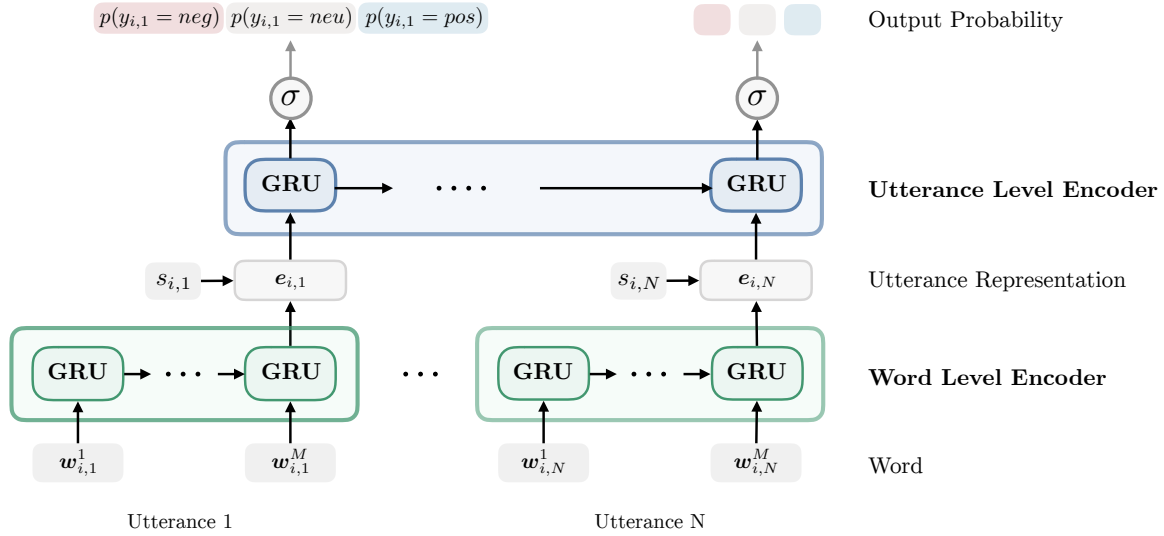 p(y_{i,1} = neg) p(y_{i,1} = neu) p(y_{i,1} = pos) Output Probability
σ σ
GRU . . . . GRU Utterance Level Encoder
s_{i,1} e_{i,1} s_{i,N} e_{i,N} Utterance Representation
GRU . . . GRU . . . GRU . . . GRU Word Level Encoder
w^1_{i,1} w^M_{i,1} w^1_{i,N} w^M_{i,N} Word
Utterance 1 Utterance N